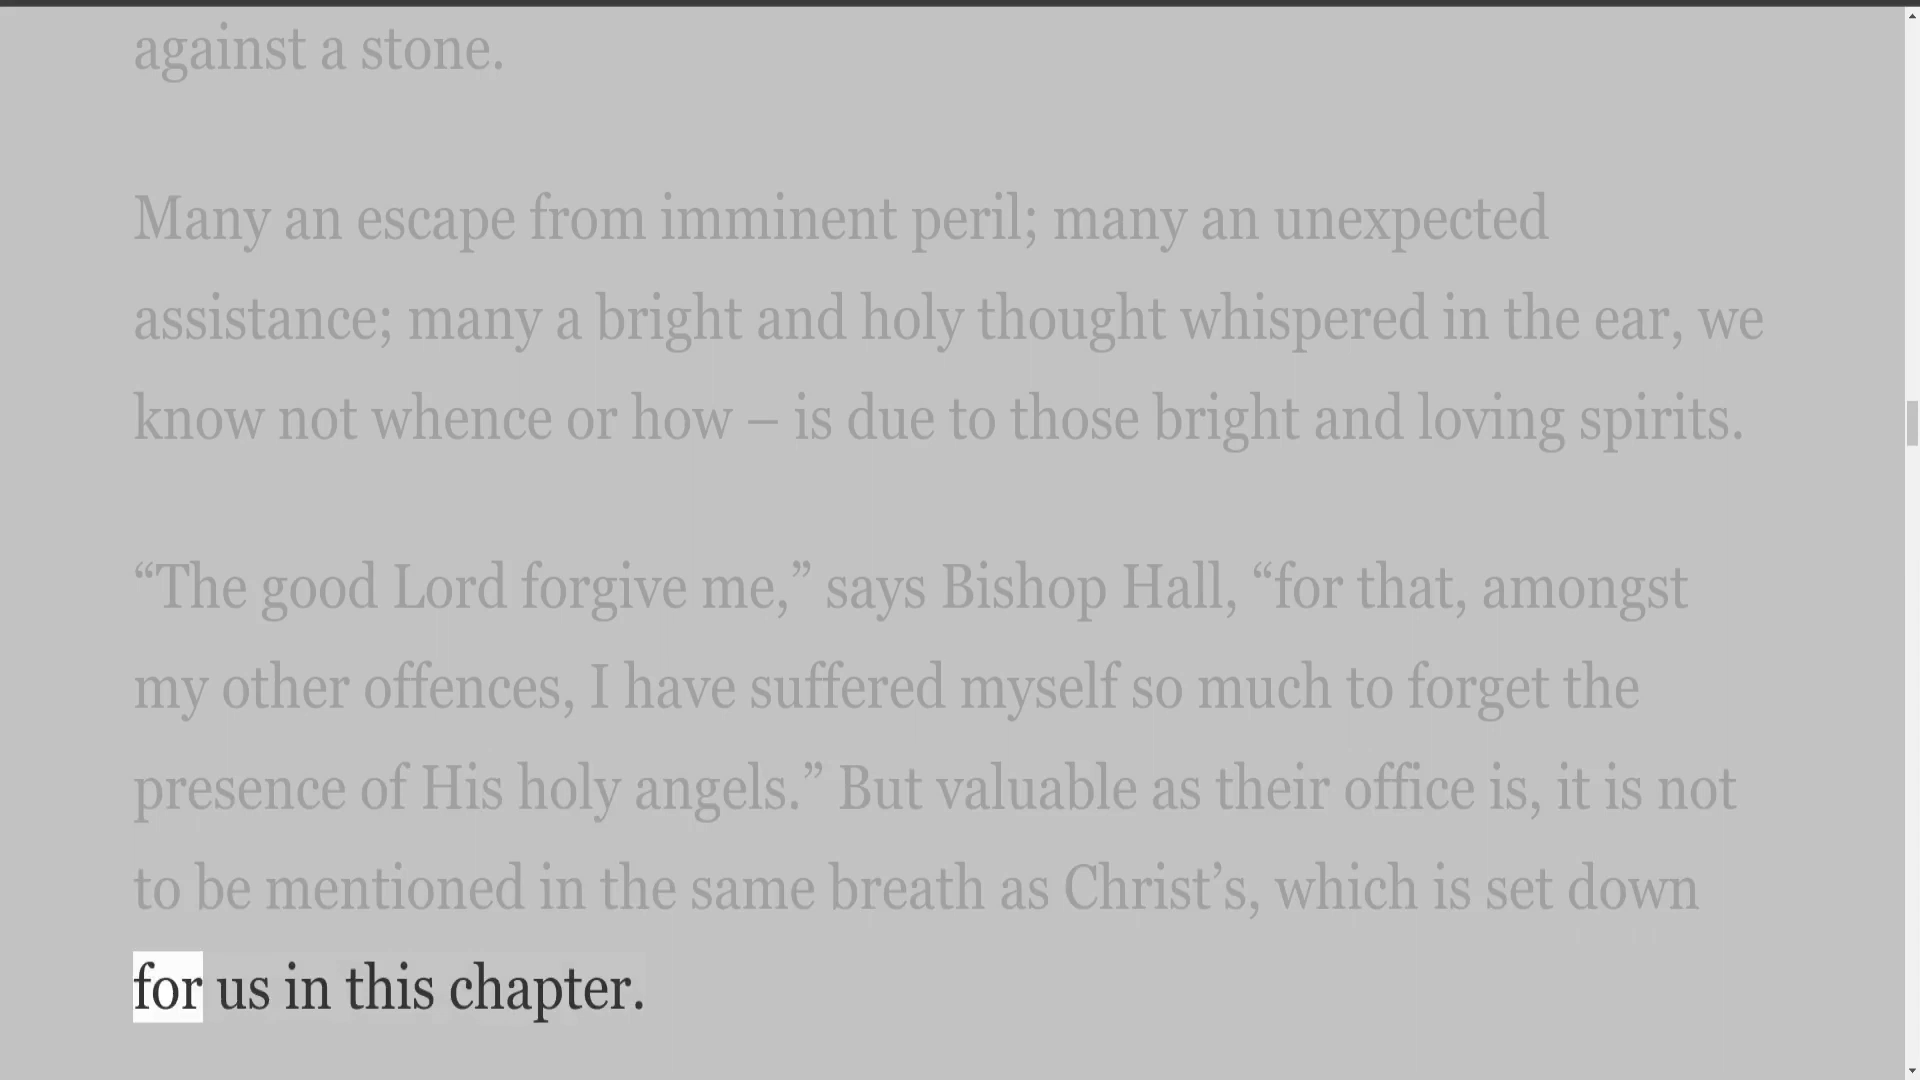 against a stone.
Many an escape from imminent peril; many an unexpected
assistance; many a bright and holy thought whispered in the ear, we
know not whence or how – is due to those bright and loving spirits.
“The good Lord forgive me,” says Bishop Hall, “for that, amongst
my other offences, I have suffered myself so much to forget the
presence of His holy angels.” But valuable as their office is, it is not
to be mentioned in the same breath as Christ’s, which is set down
for us in this chapter.